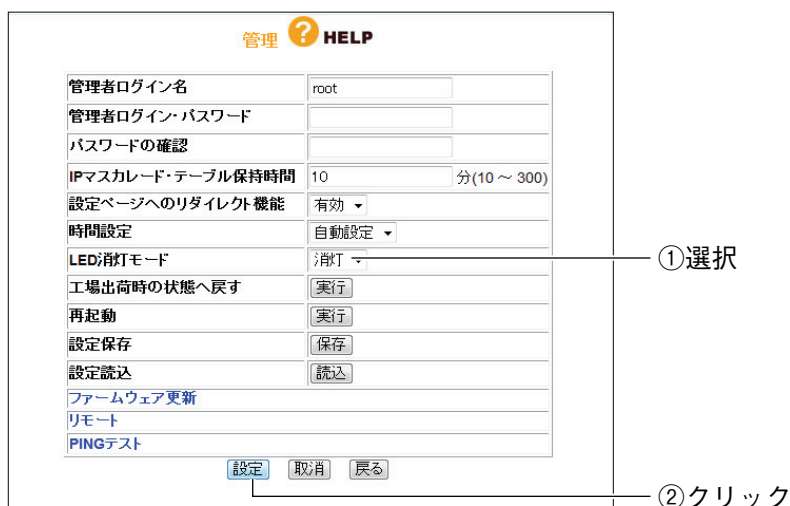 管理 ? HELP
管理者ログイン名 root
管理者ログイン・パスワード
パスワードの確認
IPマスカレード・テーブル保持時間 10 分(10 ～ 300)
設定ページへのリダイレクト機能 有効
時間設定 自動設定
LED消灯モード 消灯 ①選択
工場出荷時の状態へ戻す 実行
再起動 実行
設定保存 保存
設定読込 読込
ファームウェア更新
リモート
PINGテスト
設定 取消 戻る
②クリック